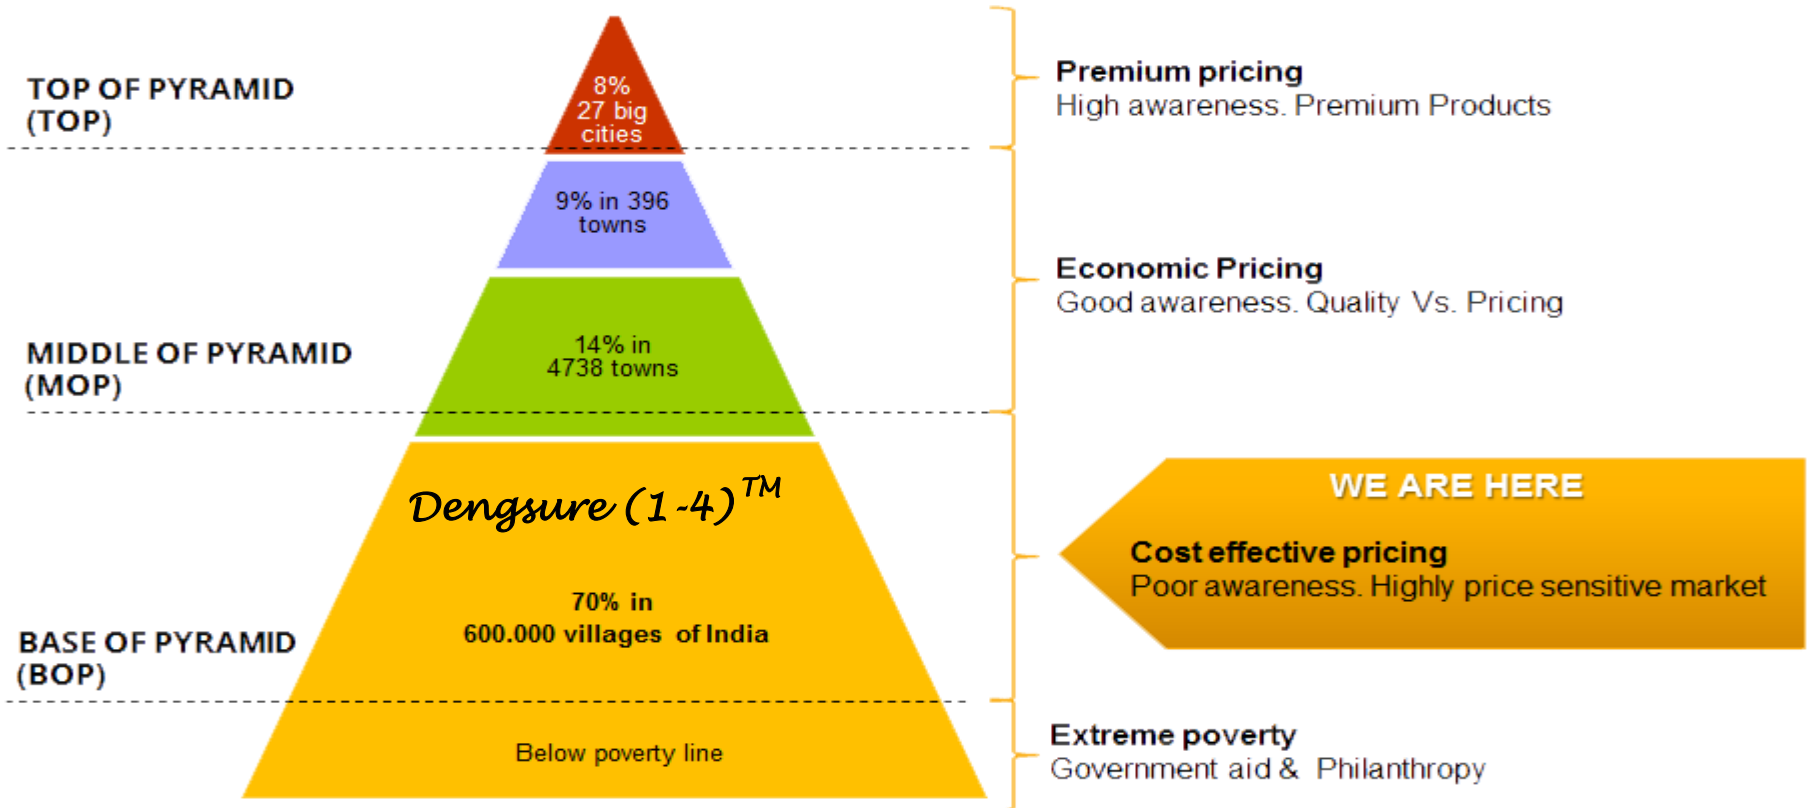 TOP OF PYRAMID
(TOP)
8%
27 big
cities
Premium pricing
High awareness. Premium Products
9% in 396
towns
Economic Pricing
Good awareness. Quality Vs. Pricing
MIDDLE OF PYRAMID
(MOP)
14% in
4738 towns
Dengsure (1-4)™
WE ARE HERE
Cost effective pricing
Poor awareness. Highly price sensitive market
BASE OF PYRAMID
(BOP)
70% in
600.000 villages of India
Below poverty line
Extreme poverty
Government aid & Philanthropy